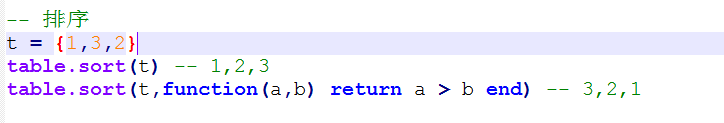 -- 排序
t = {1,3,2}
table.sort(t) -- 1,2,3
table.sort(t,function(a,b) return a > b end) -- 3,2,1